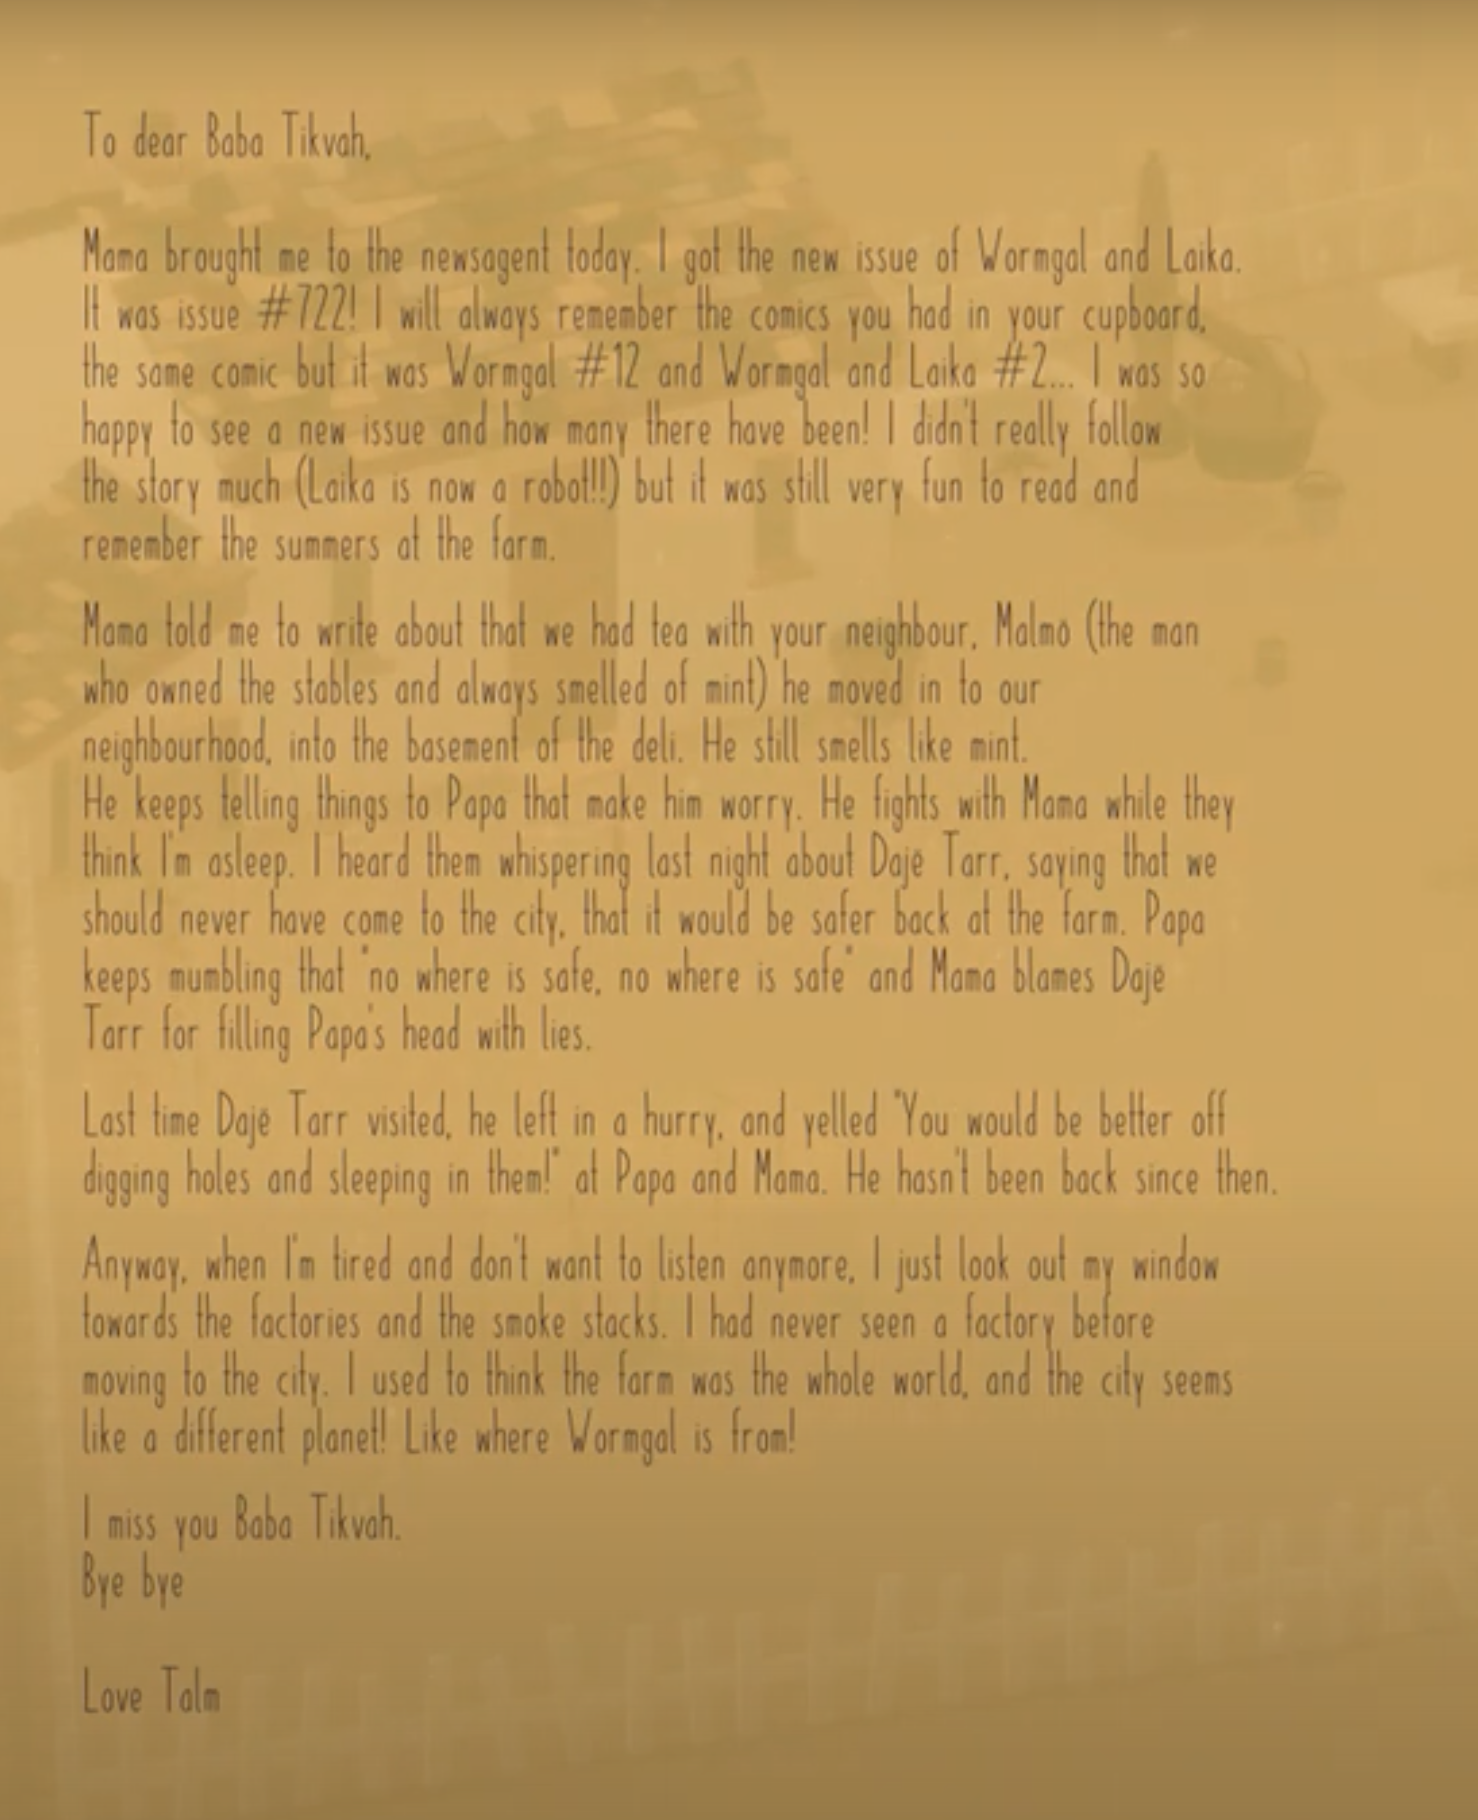 To dear Baba Tikvah,
Mama brought me to the newsagent today. I got the new issue of Wormgal and Laika.
It was issue #722! I will always remember the comics you had in your cupboard,
the same comic but it was Wormgal #12 and Wormgal and Laika #2... I was so
happy to see a new issue and how many there have been! I didn't really follow
the story much (Laika is now a robot!!) but it was still very fun to read and
remember the summers at the farm.
Mama told me to write about that we had tea with your neighbour, Malmö (the man
who owned the stables and always smelled of mint) he moved in to our
neighbourhood, into the basement of the deli. He still smells like mint.
He keeps telling things to Papa that make him worry. He fights with Mama while they
think I'm asleep. I heard them whispering last night about Dajé Tarr, saying that we
should never have come to the city, that it would be safer back at the farm. Papa
keeps mumbling that "no where is safe, no where is safe" and Mama blames Dajé
Tarr for filling Papa's head with lies.
Last time Dajé Tarr visited, he left in a hurry, and yelled "You would be better off
digging holes and sleeping in them!" at Papa and Mama. He hasn't been back since then.
Anyway, when I'm tired and don't want to listen anymore, I just look out my window
towards the factories and the smoke stacks. I had never seen a factory before
moving to the city. I used to think the farm was the whole world, and the city seems
like a different planet! Like where Wormgal is from!
I miss you Baba Tikvah.
Bye bye
Love Talm